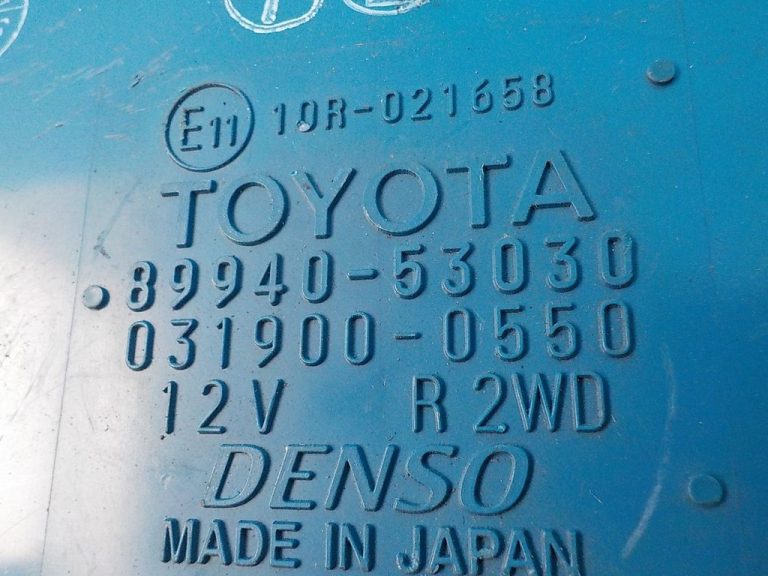 E11 10R-021658
TOYOTA
89940-53030
031900-0550
12V R 2WD
DENSO
MADE IN JAPAN